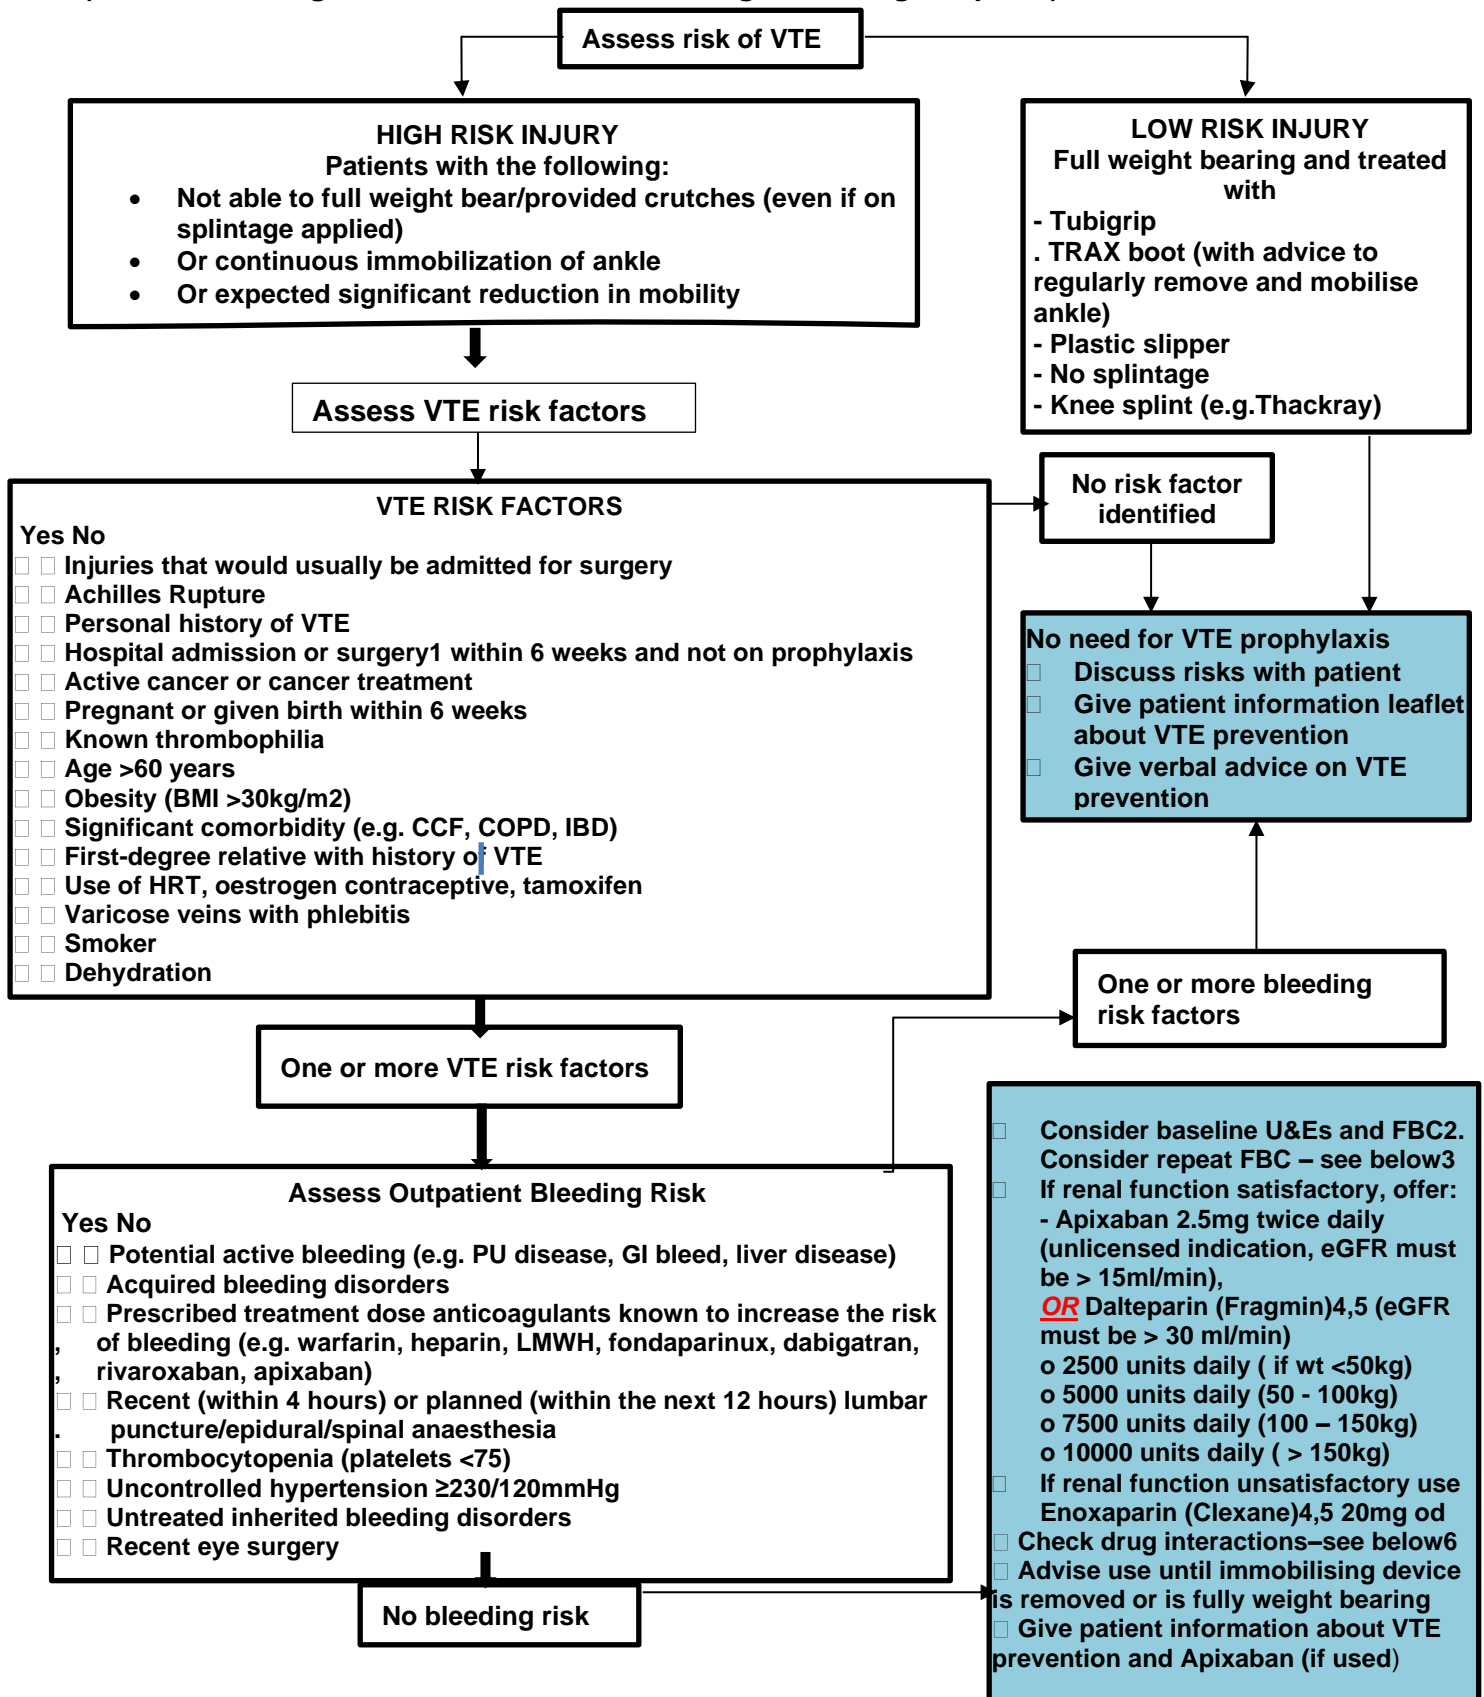 Assess risk of VTE
HIGH RISK INJURY
Patients with the following:
• Not able to full weight bear/provided crutches (even if on
splintage applied)
• Or continuous immobilization of ankle
• Or expected significant reduction in mobility
LOW RISK INJURY
Full weight bearing and treated
with
- Tubigrip
. TRAX boot (with advice to
regularly remove and mobilise
ankle)
- Plastic slipper
- No splintage
- Knee splint (e.g.Thackray)
Assess VTE risk factors
VTE RISK FACTORS
Yes No
□ □ Injuries that would usually be admitted for surgery
□ □ Achilles Rupture
□ □ Personal history of VTE
□ □ Hospital admission or surgery1 within 6 weeks and not on prophylaxis
□ □ Active cancer or cancer treatment
□ □ Pregnant or given birth within 6 weeks
□ □ Known thrombophilia
□ □ Age >60 years
□ □ Obesity (BMI >30kg/m2)
□ □ Significant comorbidity (e.g. CCF, COPD, IBD)
□ □ First-degree relative with history of VTE
□ □ Use of HRT, oestrogen contraceptive, tamoxifen
□ □ Varicose veins with phlebitis
□ □ Smoker
□ □ Dehydration
No risk factor
identified
No need for VTE prophylaxis
□ Discuss risks with patient
□ Give patient information leaflet
about VTE prevention
□ Give verbal advice on VTE
prevention
One or more bleeding
risk factors
One or more VTE risk factors
Assess Outpatient Bleeding Risk
Yes No
□ □ Potential active bleeding (e.g. PU disease, GI bleed, liver disease)
□ □ Acquired bleeding disorders
□ □ Prescribed treatment dose anticoagulants known to increase the risk
, of bleeding (e.g. warfarin, heparin, LMWH, fondaparinux, dabigatran,
, rivaroxaban, apixaban)
□ □ Recent (within 4 hours) or planned (within the next 12 hours) lumbar
. puncture/epidural/spinal anaesthesia
□ □ Thrombocytopenia (platelets <75)
□ □ Uncontrolled hypertension ≥230/120mmHg
□ □ Untreated inherited bleeding disorders
□ □ Recent eye surgery
No bleeding risk
□ Consider baseline U&Es and FBC2.
Consider repeat FBC – see below3
□ If renal function satisfactory, offer:
- Apixaban 2.5mg twice daily
(unlicensed indication, eGFR must
be > 15ml/min),
OR Dalteparin (Fragmin)4,5 (eGFR
must be > 30 ml/min)
o 2500 units daily ( if wt <50kg)
o 5000 units daily (50 - 100kg)
o 7500 units daily (100 – 150kg)
o 10000 units daily ( > 150kg)
□ If renal function unsatisfactory use
Enoxaparin (Clexane)4,5 20mg od
□ Check drug interactions–see below6
□ Advise use until immobilising device
is removed or is fully weight bearing
□ Give patient information about VTE
prevention and Apixaban (if used)